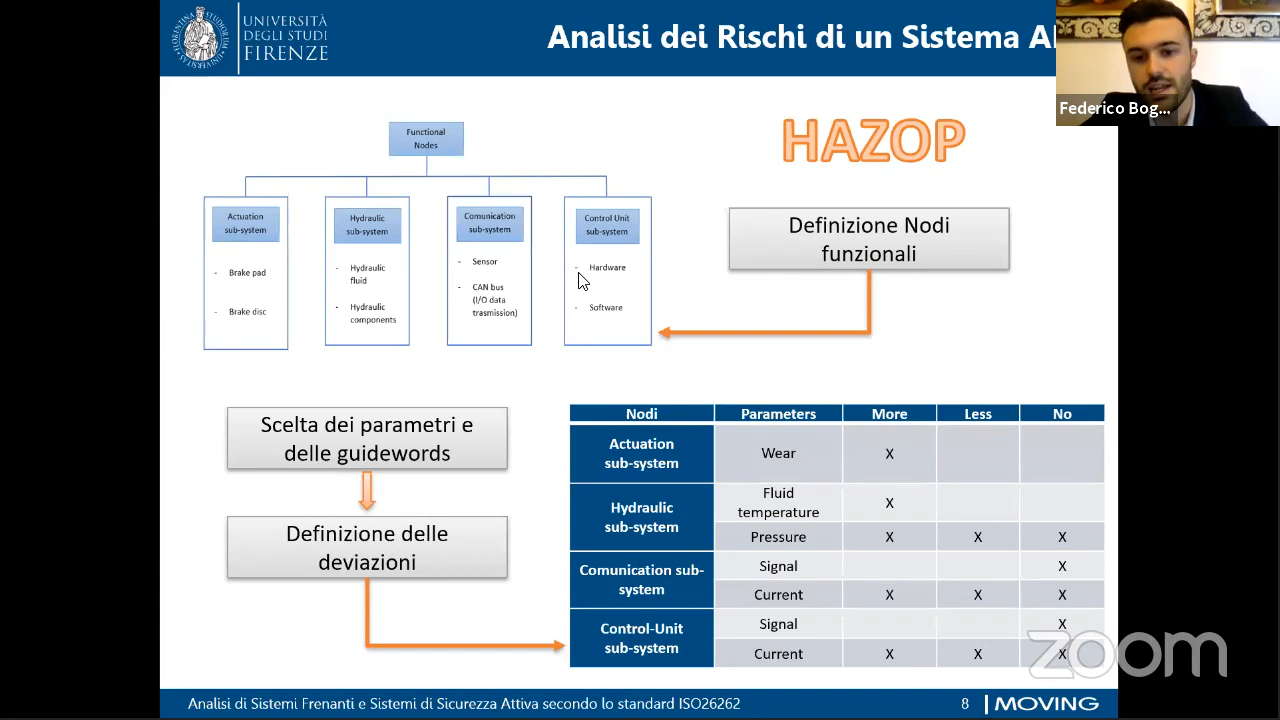 UNIVERSITÀ
DEGLI STUDI
FIRENZE
Analisi dei Rischi di un Sistema
Federico Bog...
HAZOP
Functional
Nodes
Actuation
sub-system
- Brake pad
- Brake disc
Hydraulic
sub-system
- Hydraulic
fluid
- Hydraulic
components
Comunication
sub-system
- Sensor
- CAN bus
(I/O data
trasmission)
Control Unit
sub-system
- Hardware
- Software
Definizione Nodi
funzionali
Scelta dei parametri e
delle guidewords
Definizione delle
deviazioni
Nodi Parameters More Less No
Actuation
sub-system
Wear X
Hydraulic
sub-system
Fluid
temperature X
Pressure X X X
Comunication sub-
system
Signal X
Current X X X
Control-Unit
sub-system
Signal X
Current X X X
zoom
Analisi di Sistemi Frenanti e Sistemi di Sicurezza Attiva secondo lo standard ISO26262
8 | MOVING